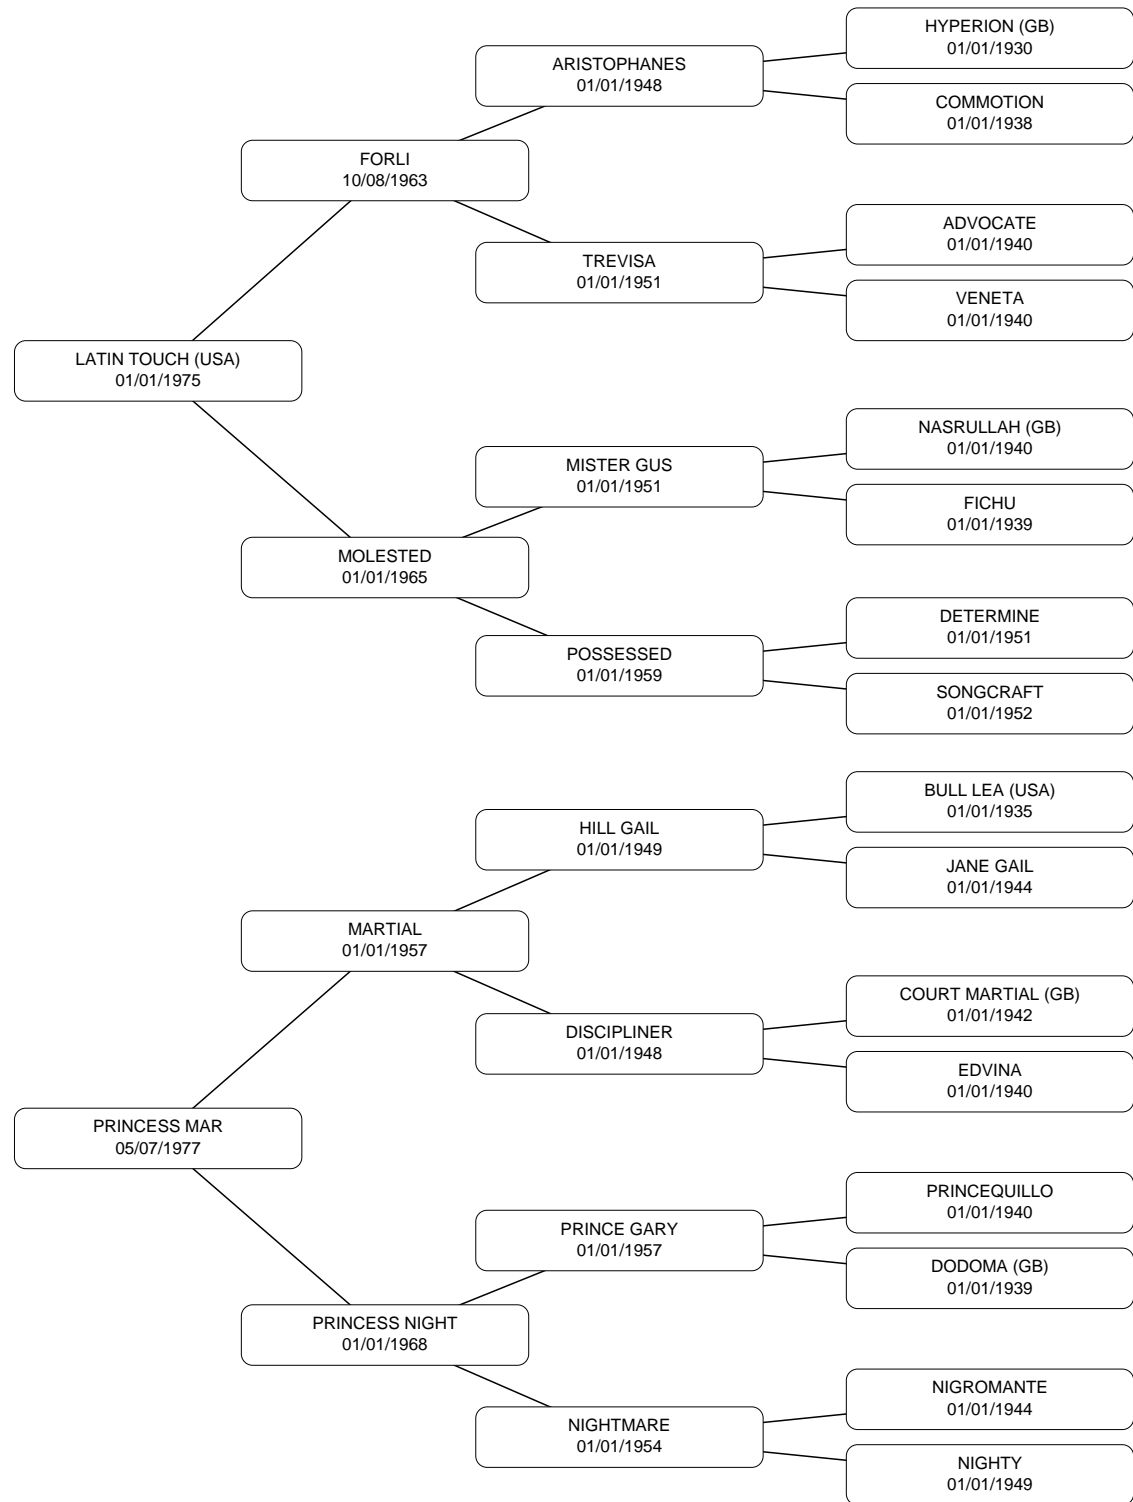 HYPERION (GB)
01/01/1930
ARISTOPHANES
01/01/1948
COMMOTION
01/01/1938
FORLI
10/08/1963
ADVOCATE
01/01/1940
TREVISA
01/01/1951
VENETA
01/01/1940
LATIN TOUCH (USA)
01/01/1975
NASRULLAH (GB)
01/01/1940
MISTER GUS
01/01/1951
FICHU
01/01/1939
MOLESTED
01/01/1965
DETERMINE
01/01/1951
POSSESSED
01/01/1959
SONGCRAFT
01/01/1952
BULL LEA (USA)
01/01/1935
HILL GAIL
01/01/1949
JANE GAIL
01/01/1944
MARTIAL
01/01/1957
COURT MARTIAL (GB)
01/01/1942
DISCIPLINER
01/01/1948
EDVINA
01/01/1940
PRINCESS MAR
05/07/1977
PRINCEQUILLO
01/01/1940
PRINCE GARY
01/01/1957
DODOMA (GB)
01/01/1939
PRINCESS NIGHT
01/01/1968
NIGROMANTE
01/01/1944
NIGHTMARE
01/01/1954
NIGHTY
01/01/1949